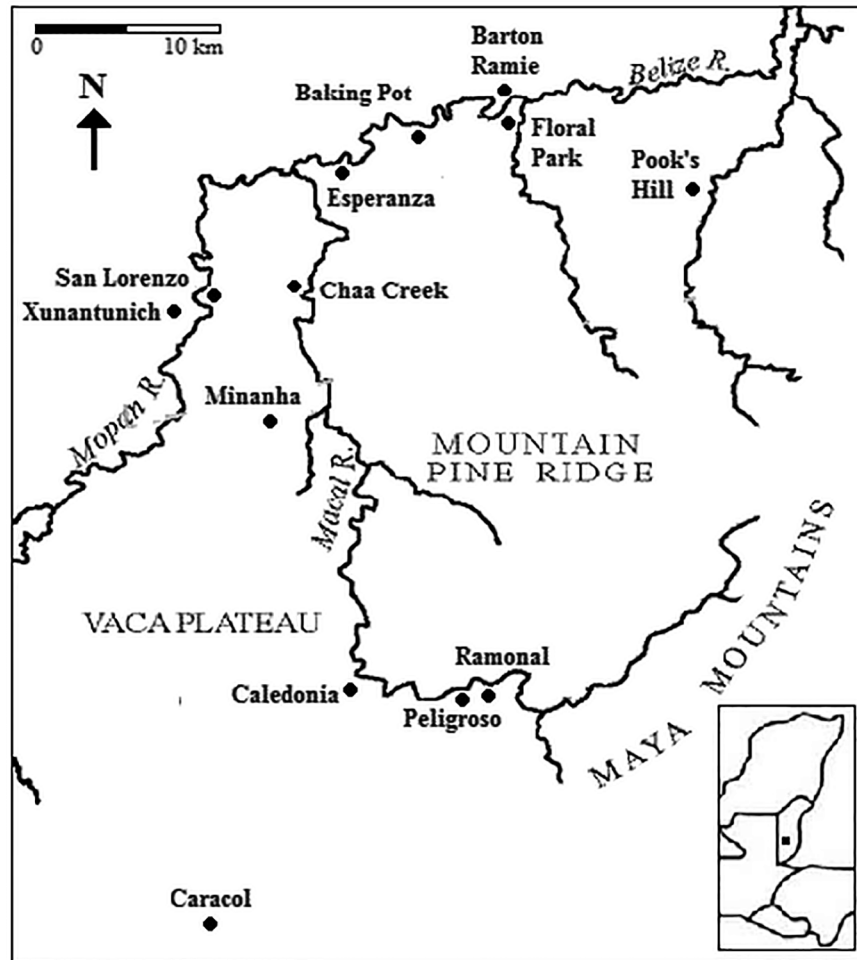 0 10 km
N
Barton
Ramie
Belize R.
Baking Pot
Floral
Park
Pook's
Hill
Esperanza
San Lorenzo
Chaa Creek
Xunantunich
Minanha
Mopan R.
MOUNTAIN
PINE RIDGE
Macal R.
VACA PLATEAU
Ramonal
Caledonia
Peligroso
MAYA MOUNTAINS
Caracol